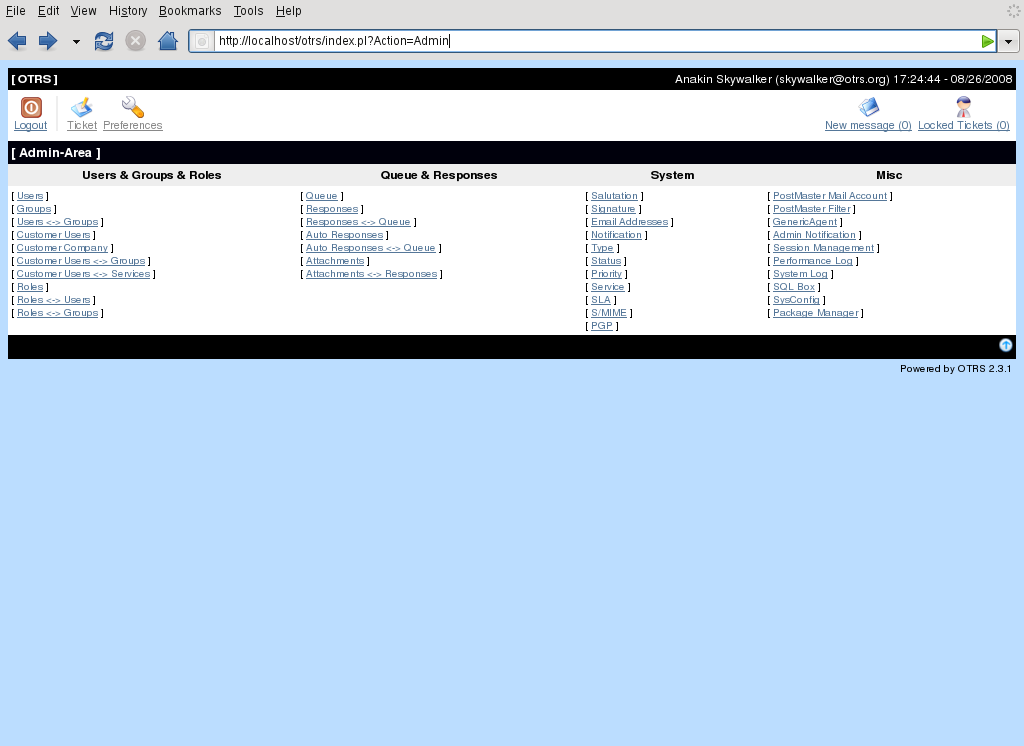 File Edit View History Bookmarks Tools Help
http://localhost/otrs/index.pl?Action=Admin
[ OTRS ] Anakin Skywalker (skywalker@otrs.org) 17:24:44 - 08/26/2008
Logout Ticket Preferences New message (0) Locked Tickets (0)
[ Admin-Area ]
Users & Groups & Roles Queue & Responses System Misc
[ Users ] [ Queue ] [ Salutation ] [ PostMaster Mail Account ]
[ Groups ] [ Responses ] [ Signature ] [ PostMaster Filter ]
[ Users <-> Groups ] [ Responses <-> Queue ] [ Email Addresses ] [ GenericAgent ]
[ Customer Users ] [ Auto Responses ] [ Notification ] [ Admin Notification ]
[ Customer Company ] [ Auto Responses <-> Queue ] [ Type ] [ Session Management ]
[ Customer Users <-> Groups ] [ Attachments ] [ Status ] [ Performance Log ]
[ Customer Users <-> Services ] [ Attachments <-> Responses ] [ Priority ] [ System Log ]
[ Roles ] [ Service ] [ SQL Box ]
[ Roles <-> Users ] [ SLA ] [ SysConfig ]
[ Roles <-> Groups ] [ S/MIME ] [ Package Manager ]
[ PGP ]
Powered by OTRS 2.3.1